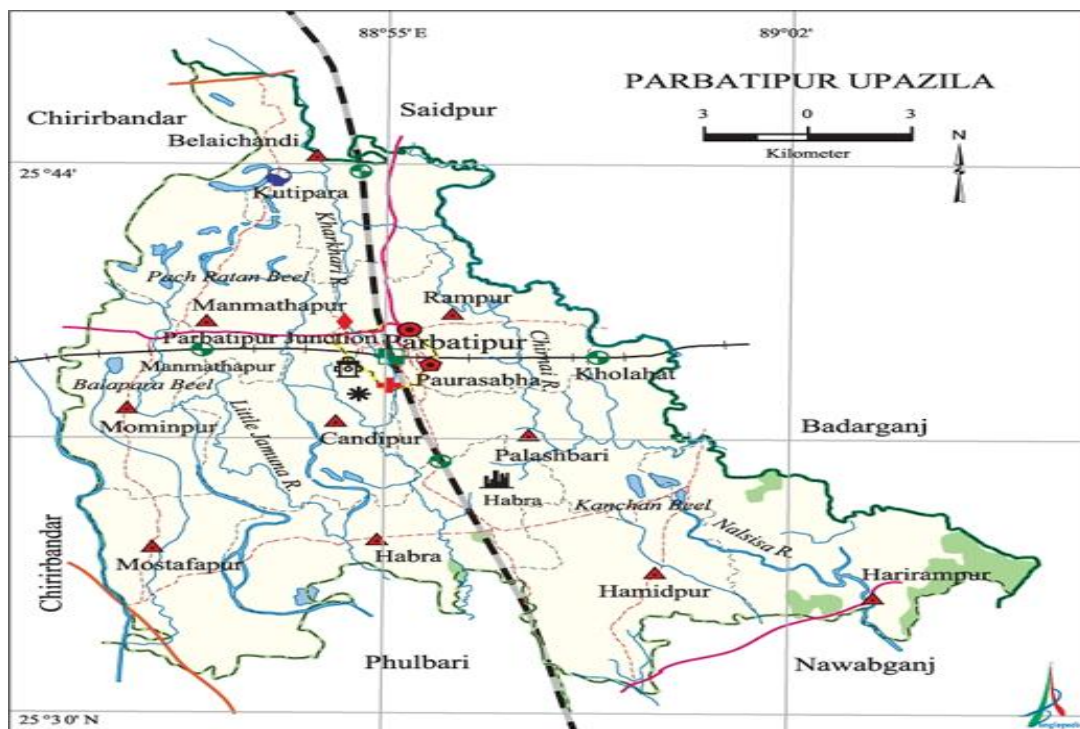 88°55' E
89°02'
PARBATIPUR UPAZILA
Chirirbandar
Saidpur
3 0 3
Belaichandi
Kilometer
N
25°44'
Kutipara
Kharkhari R.
Pach Ratan Beel
Manmathapur
Rampur
Parbatipur Junction
Parbatipur
Chirnai R.
Manmathapur
Paurasabha
Kholahat
Balapara Beel
Mominpur
Little Jamuna R.
Candipur
Palashbari
Badarganj
Habra
Kanchan Beel
Nalsisa R.
Chirirbandar
Mostafapur
Habra
Hamidpur
Harirampur
Phulbari
Nawabganj
25°30' N